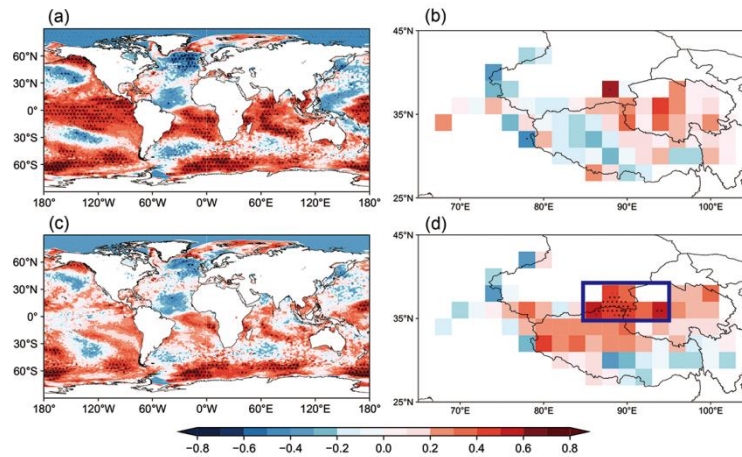 (a)
(b)
60°N
30°N
0°
30°S
60°S
180° 120°W 60°W 0° 60°E 120°E 180°
45°N
35°N
25°N
70°E 80°E 90°E 100°E
(c)
(d)
60°N
30°N
0°
30°S
60°S
180° 120°W 60°W 0°W 60°E 120°E 180°
45°N
35°N
25°N
70°E 80°E 90°E 100°E
−0.8 −0.6 −0.4 −0.2 0.0 0.2 0.4 0.6 0.8